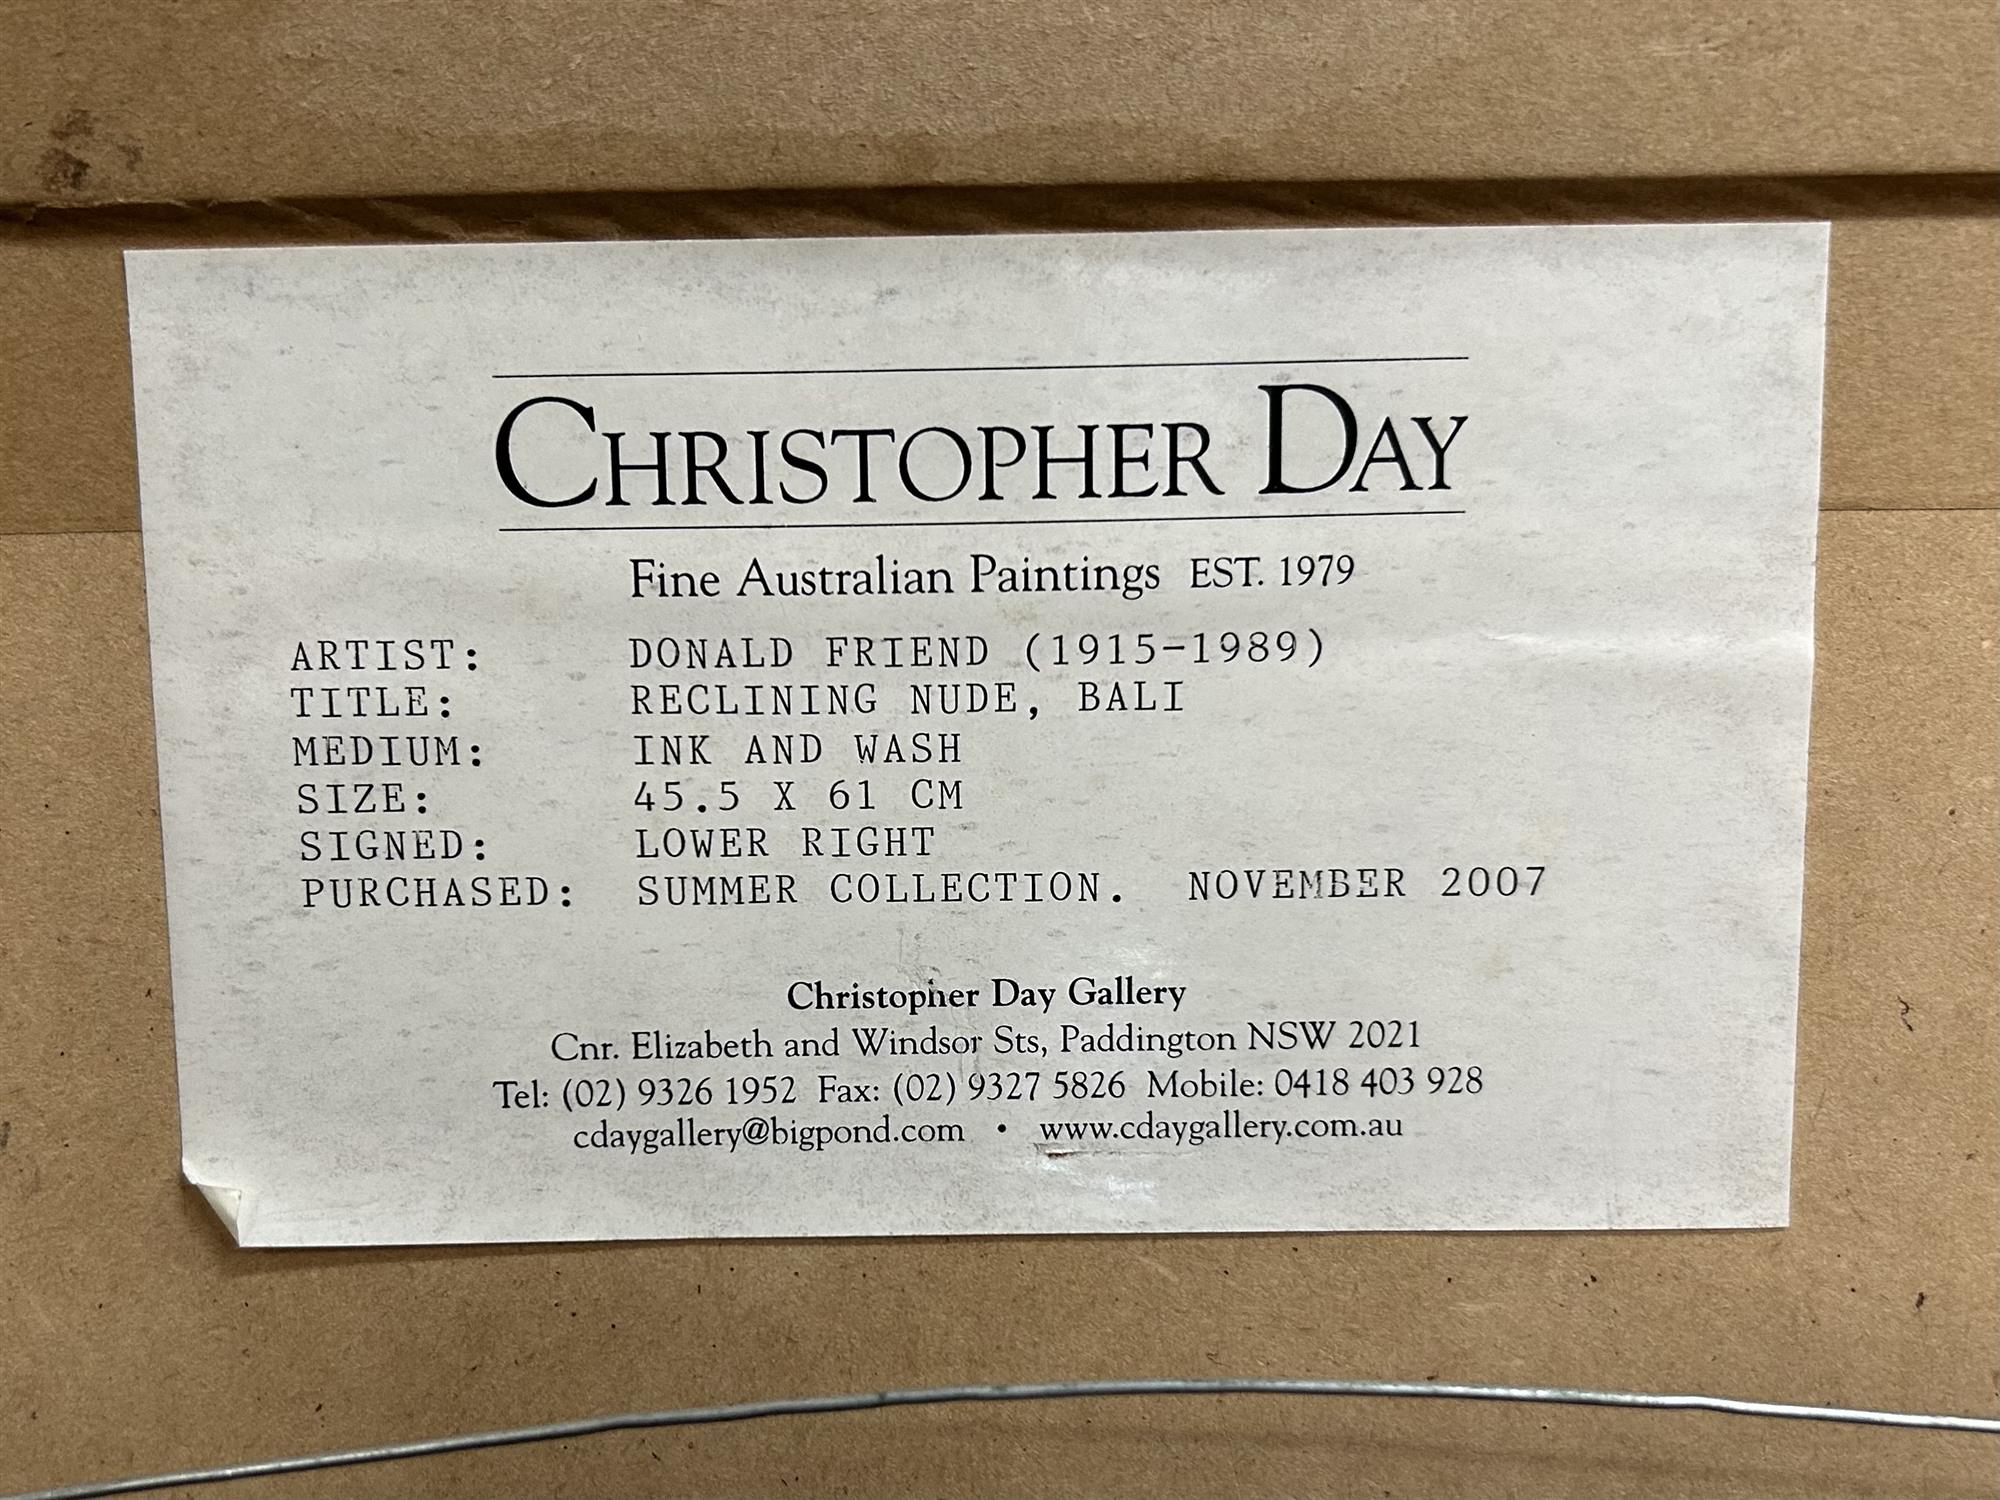 CHRISTOPHER DAY
Fine Australian Paintings EST. 1979
ARTIST: DONALD FRIEND (1915-1989)
TITLE: RECLINING NUDE, BALI
MEDIUM: INK AND WASH
SIZE: 45.5 X 61 CM
SIGNED: LOWER RIGHT
PURCHASED: SUMMER COLLECTION. NOVEMBER 2007
Christopher Day Gallery
Cnr. Elizabeth and Windsor Sts, Paddington NSW 2021
Tel: (02) 9326 1952 Fax: (02) 9327 5826 Mobile: 0418 403 928
cdaygallery@bigpond.com • www.cdaygallery.com.au